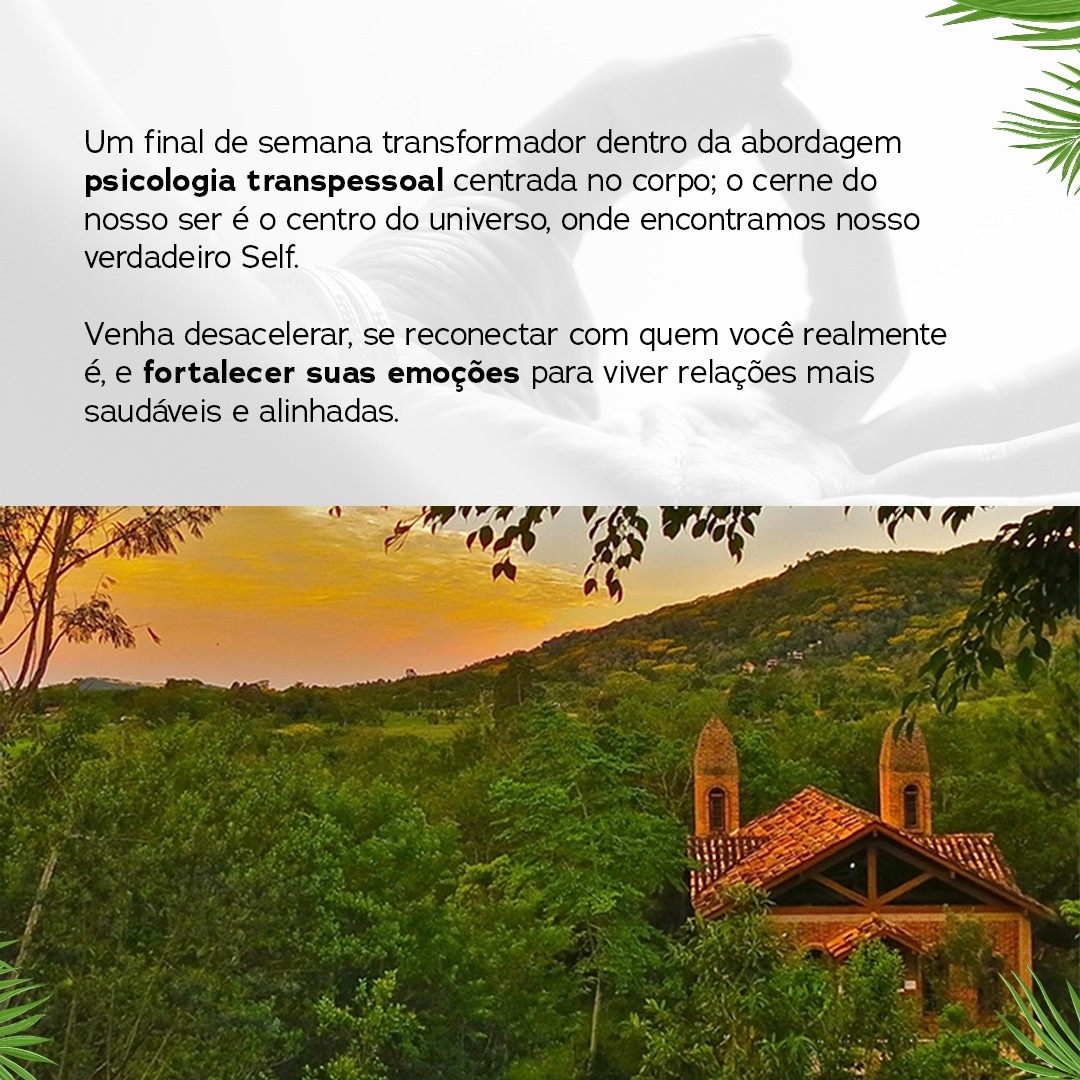 Um final de semana transformador dentro da abordagem
psicologia transpessoal centrada no corpo; o cerne do
nosso ser é o centro do universo, onde encontramos nosso
verdadeiro Self.
Venha desacelerar, se reconectar com quem você realmente
é, e fortalecer suas emoções para viver relações mais
saudáveis e alinhadas.